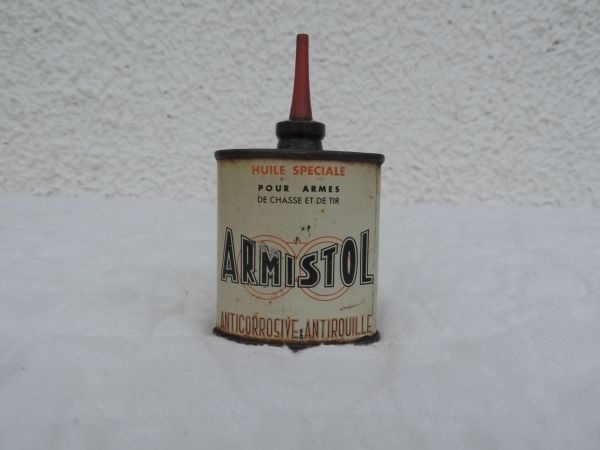 HUILE SPECIALE
POUR ARMES
DE CHASSE ET DE TIR
ARMISTOL
ANTICORROSIVE & ANTIROUILLE